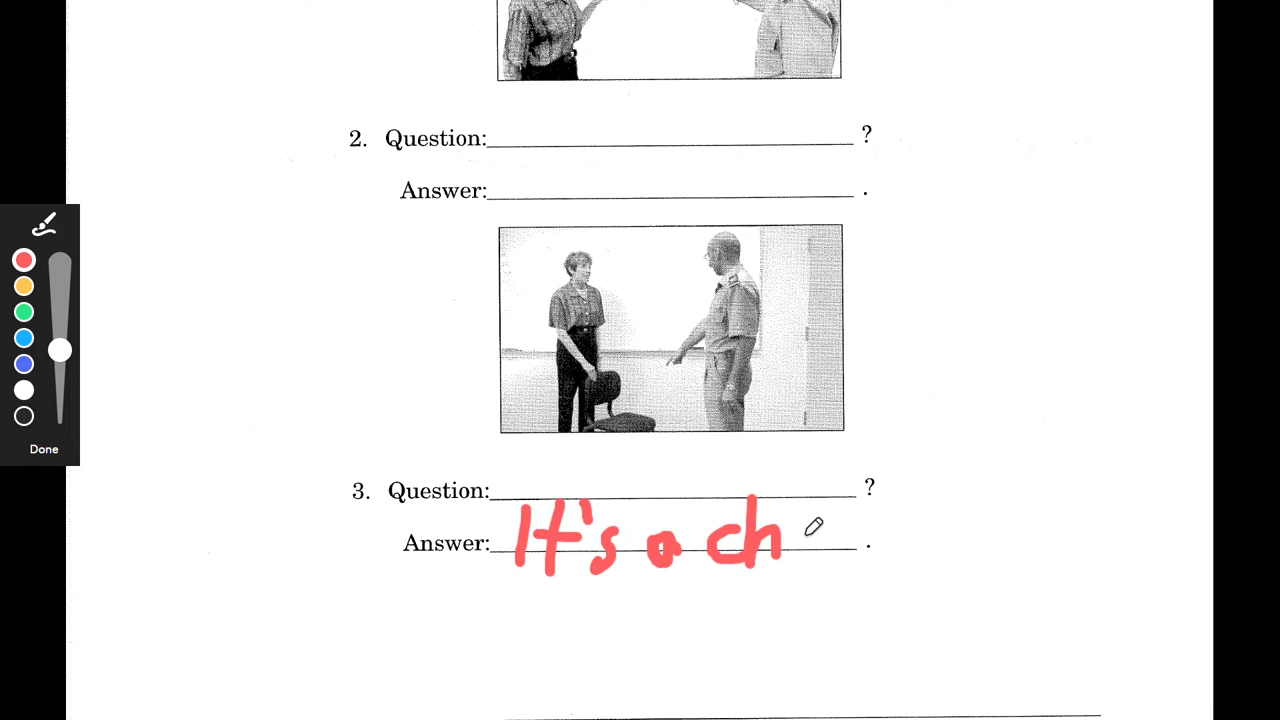 2. Question: ?
Answer: .
Done
3. Question: ?
Answer: It's a ch .